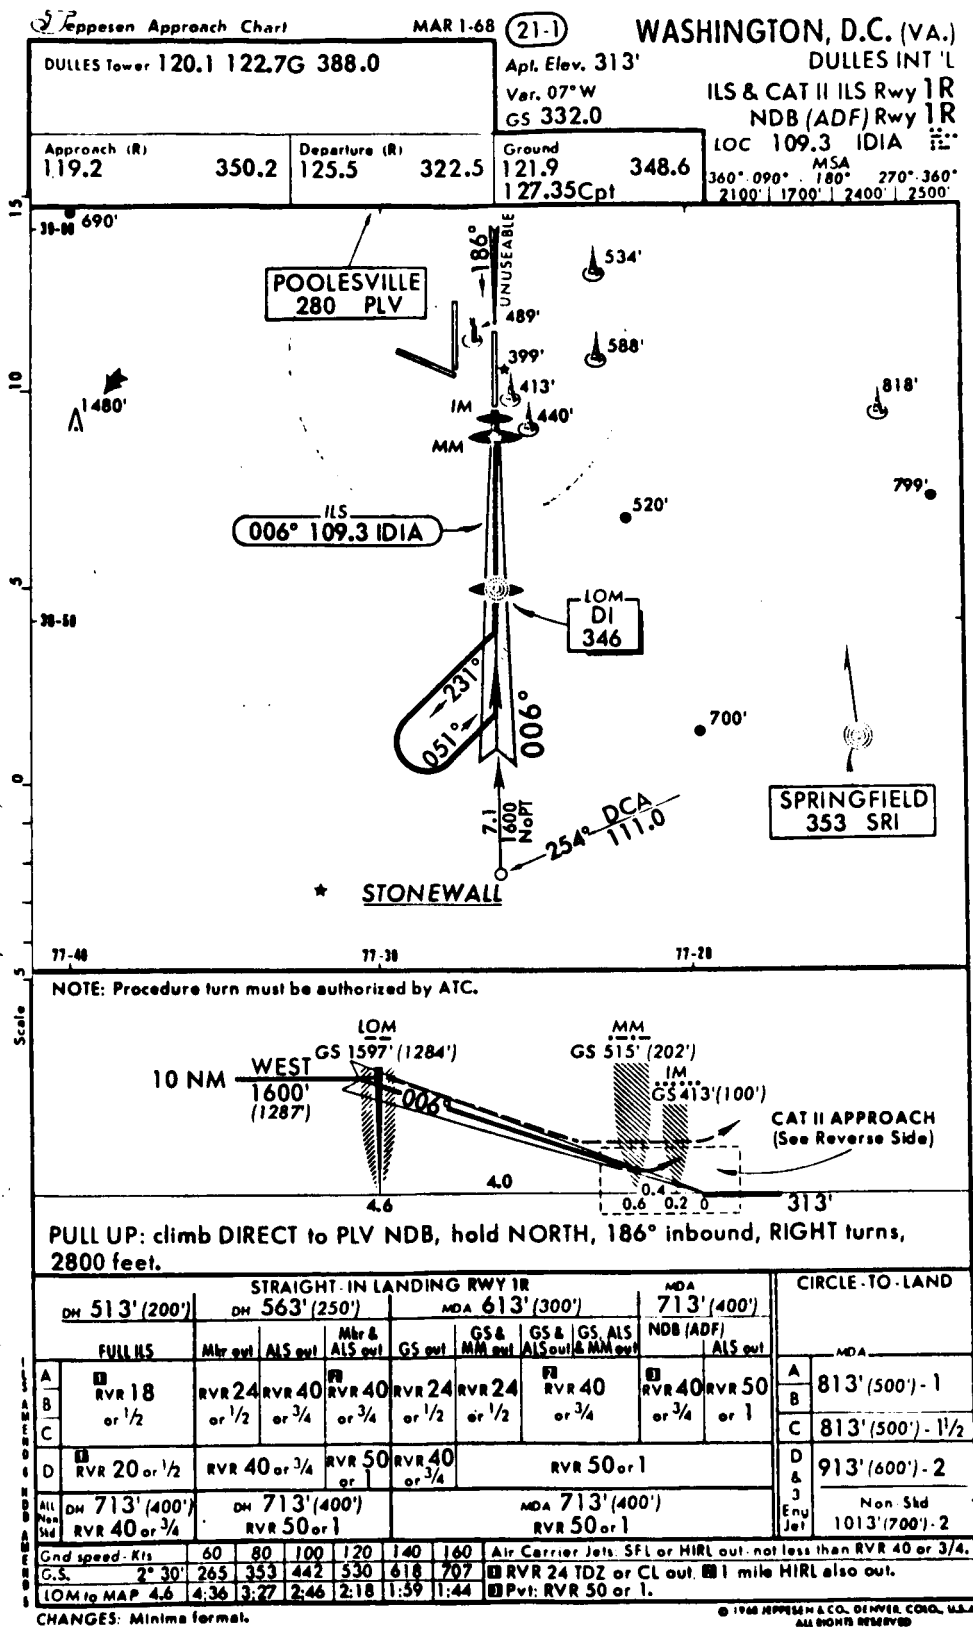 Jeppesen Approach Chart MAR 1-68 21-1 WASHINGTON, D.C. (VA.)
DULLES Tower 120.1 122.7G 388.0
Apt. Elev. 313' DULLES INT'L
Var. 07°W ILS & CAT II ILS Rwy 1R
GS 332.0 NDB (ADF) Rwy 1R
LOC 109.3 IDIA
Approach (R) Departure (R) Ground
119.2 350.2 125.5 322.5 121.9 348.6
127.35Cpt
MSA
360°-090° 180° 270°-360°
2100' 1700' 2400' 2500'
15
39-00
690'
186°
UNUSEABLE
534'
POOLESVILLE
280 PLV
489'
588'
399'
10
1480'
413'
818'
IM
440'
MM
799'
520'
ILS
006° 109.3 IDIA
5
LOM
DI
346
38-50
231°
051°
006°
700'
0
SPRINGFIELD
353 SRI
7.1
1600
NoPT
254° DCA
111.0
STONEWALL
77-40 77-30 77-20
5
Scale
NOTE: Procedure turn must be authorized by ATC.
LOM MM
GS 1597' (1284') GS 515' (202')
IM
GS 413' (100')
10 NM WEST
1600'
(1287')
006°
CAT II APPROACH
(See Reverse Side)
4.0
0.4
4.6 0.6 0.2 0 313'
PULL UP: climb DIRECT to PLV NDB, hold NORTH, 186° inbound, RIGHT turns,
2800 feet.
STRAIGHT-IN LANDING RWY 1R CIRCLE-TO-LAND
MDA
DH 513' (200') DH 563' (250') MDA 613' (300') 713' (400')
FULL ILS Mkr out ALS out Mkr & ALS out GS out GS & MM out GS & ALS out GS, ALS & MM out NDB (ADF) ALS out MDA
A
B
C
1 RVR 18 or ½
RVR 24 or ½
RVR 40 or ¾
2 RVR 40 or ¾
RVR 24 or ½
RVR 24 or ½
2 RVR 40 or ¾
3 RVR 40 or ¾
RVR 50 or 1
A
B
813' (500') - 1
C 813' (500') - 1½
D 1 RVR 20 or ½ RVR 40 or ¾ RVR 50 or 1 RVR 40 or ¾ RVR 50 or 1
D & 3 Eng Jet 913' (600') - 2
All Non Std DH 713' (400') DH 713' (400') MDA 713' (400') Non-Std
RVR 40 or ¾ RVR 50 or 1 RVR 50 or 1 1013' (700') - 2
Gnd speed-Kts 60 80 100 120 140 160 Air Carrier Jets: SFL or HIRL out-not less than RVR 40 or 3/4.
G.S. 2° 30' 265 353 442 530 618 707 1 RVR 24 TDZ or CL out. 2 1 mile HIRL also out.
LOM to MAP 4.6 4:36 3:27 2:46 2:18 1:59 1:44 3 Pvt: RVR 50 or 1.
CHANGES: Minima format.
JEPPESEN & CO., DENVER, COLO., U.S.A.
ALL RIGHTS RESERVED